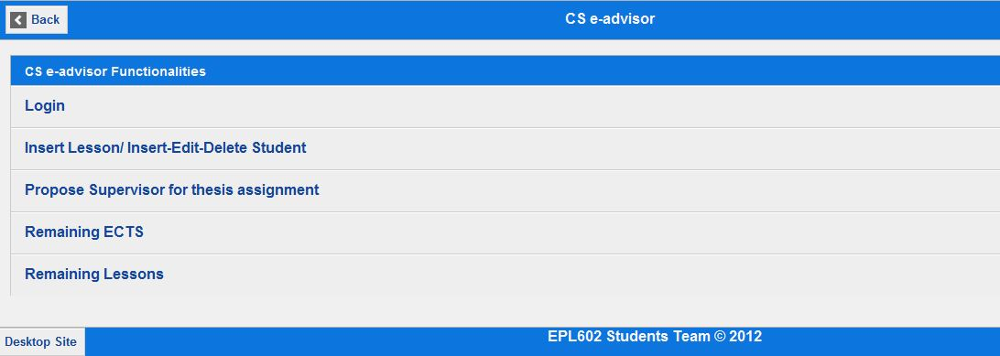 Back
CS e-advisor
CS e-advisor Functionalities
Login
Insert Lesson/ Insert-Edit-Delete Student
Propose Supervisor for thesis assignment
Remaining ECTS
Remaining Lessons
Desktop Site
EPL602 Students Team © 2012